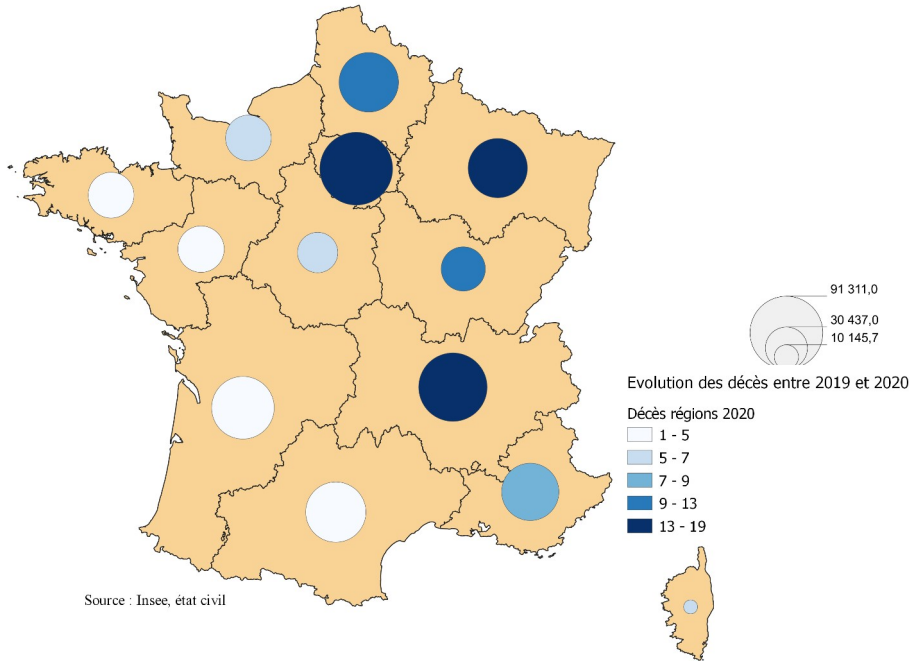 91 311,0
30 437,0
10 145,7
Evolution des décès entre 2019 et 2020
Décès régions 2020
1 - 5
5 - 7
7 - 9
9 - 13
13 - 19
Source : Insee, état civil